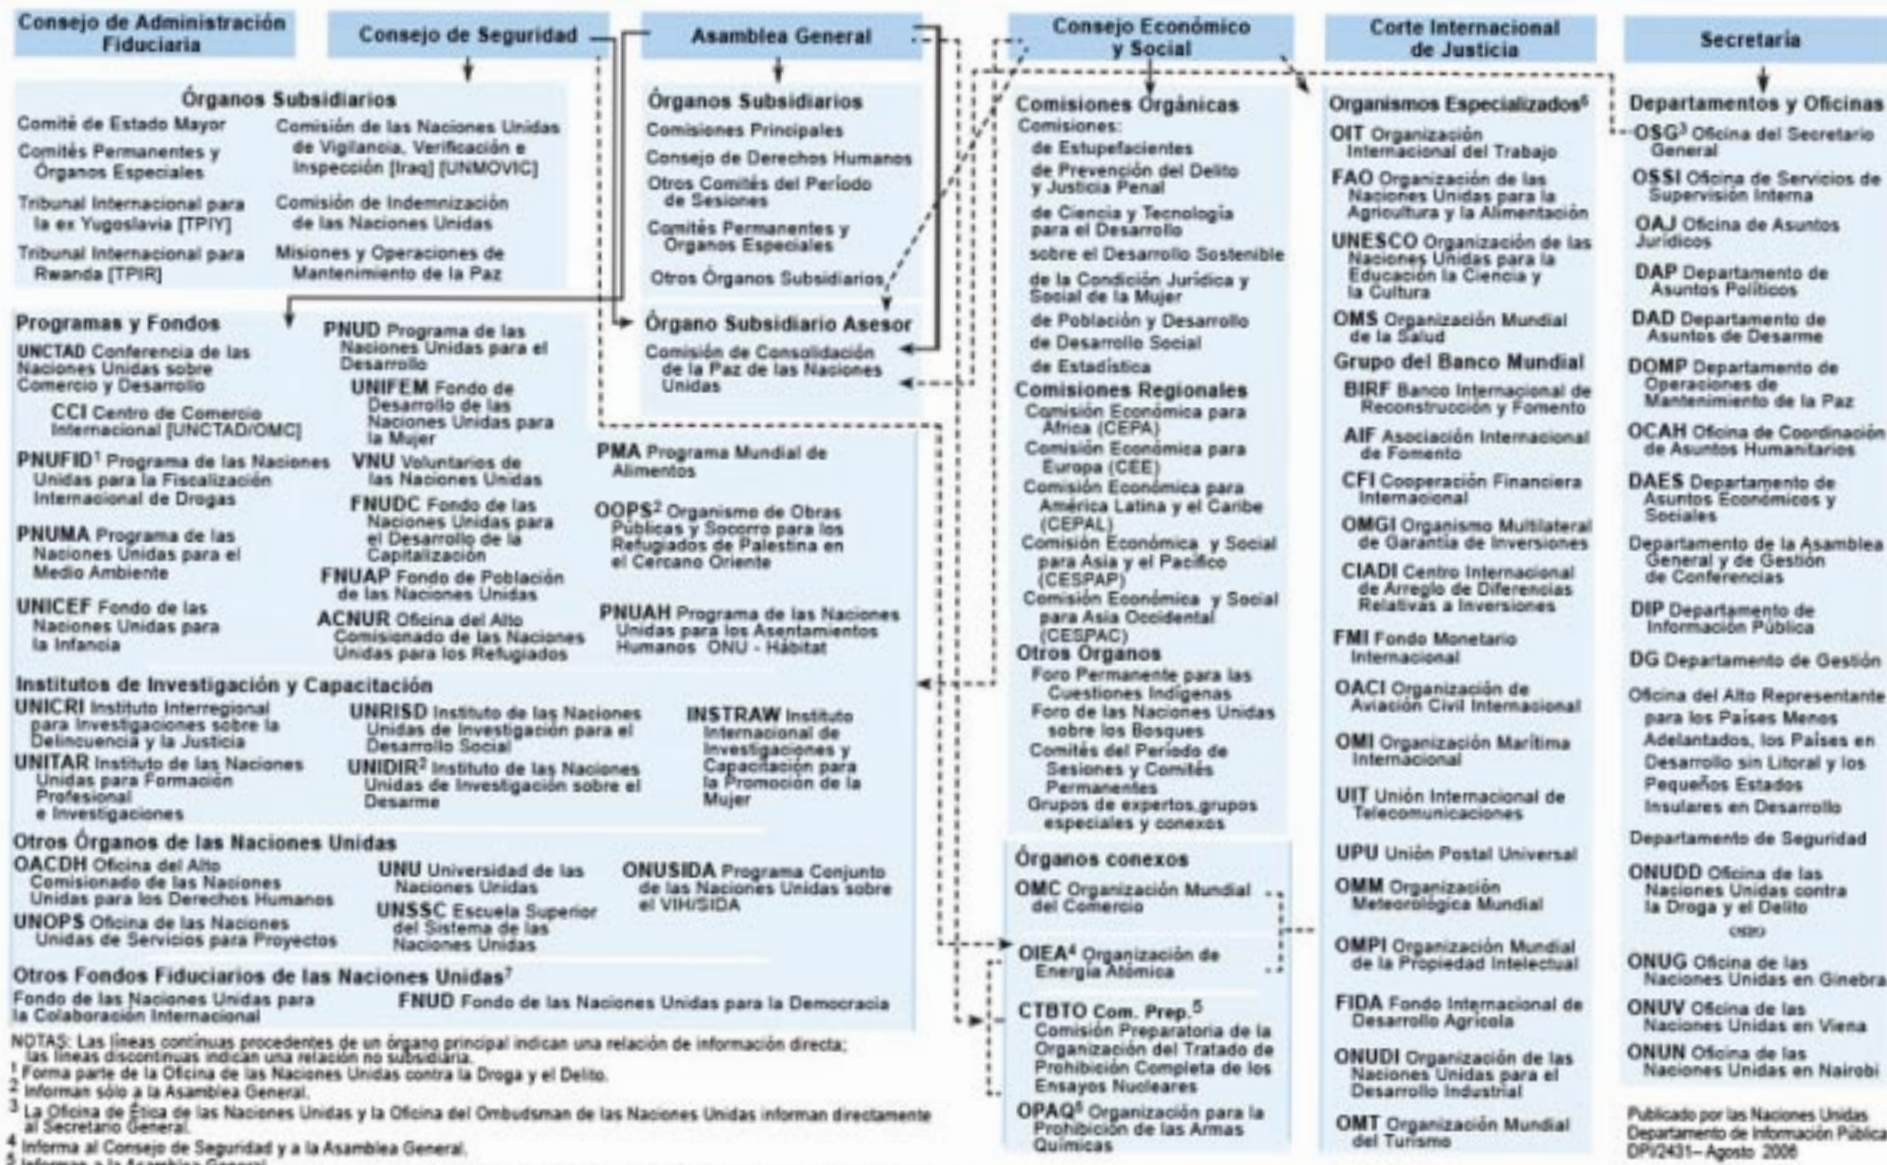 Consejo de Administración
Fiduciaria
Consejo de Seguridad
Asamblea General
Consejo Económico
y Social
Corte Internacional
de Justicia
Secretaría
Órganos Subsidiarios
Comité de Estado Mayor
Comités Permanentes y
Órganos Especiales
Tribunal Internacional para
la ex Yugoslavia [TPIY]
Tribunal Internacional para
Rwanda [TPIR]
Comisión de las Naciones Unidas
de Vigilancia, Verificación e
Inspección [Iraq] [UNMOVIC]
Comisión de Indemnización
de las Naciones Unidas
Misiones y Operaciones de
Mantenimiento de la Paz
Órganos Subsidiarios
Comisiones Principales
Consejo de Derechos Humanos
Otros Comités del Período
de Sesiones
Comités Permanentes y
Órganos Especiales
Otros Órganos Subsidiarios
Órgano Subsidiario Asesor
Comisión de Consolidación
de la Paz de las Naciones
Unidas
Programas y Fondos
UNCTAD Conferencia de las
Naciones Unidas sobre
Comercio y Desarrollo
CCI Centro de Comercio
Internacional [UNCTAD/OMC]
PNUFID¹ Programa de las Naciones
Unidas para la Fiscalización
Internacional de Drogas
PNUMA Programa de las
Naciones Unidas para el
Medio Ambiente
UNICEF Fondo de las
Naciones Unidas para
la Infancia
PNUD Programa de las
Naciones Unidas para el
Desarrollo
UNIFEM Fondo de
Desarrollo de las
Naciones Unidas para
la Mujer
VNU Voluntarios de
las Naciones Unidas
FNUDC Fondo de las
Naciones Unidas para
el Desarrollo de la
Capitalización
FNUAP Fondo de Población
de las Naciones Unidas
ACNUR Oficina del Alto
Comisionado de las Naciones
Unidas para los Refugiados
PMA Programa Mundial de
Alimentos
OOPS² Organismo de Obras
Públicas y Socorro para los
Refugiados de Palestina en
el Cercano Oriente
PNUAH Programa de las Naciones
Unidas para los Asentamientos
Humanos ONU - Hábitat
Institutos de Investigación y Capacitación
UNICRI Instituto Interregional
para Investigaciones sobre la
Delincuencia y la Justicia
UNITAR Instituto de las Naciones
Unidas para Formación
Profesional
e Investigaciones
UNRISD Instituto de las Naciones
Unidas de Investigación para el
Desarrollo Social
UNIDIR² Instituto de las Naciones
Unidas de Investigación sobre el
Desarme
INSTRAW Instituto
Internacional de
Investigaciones y
Capacitación para
la Promoción de la
Mujer
Otros Órganos de las Naciones Unidas
OACDH Oficina del Alto
Comisionado de las Naciones
Unidas para los Derechos Humanos
UNOPS Oficina de las Naciones
Unidas de Servicios para Proyectos
UNU Universidad de las
Naciones Unidas
UNSSC Escuela Superior
del Sistema de las
Naciones Unidas
ONUSIDA Programa Conjunto
de las Naciones Unidas sobre
el VIH/SIDA
Otros Fondos Fiduciarios de las Naciones Unidas⁷
Fondo de las Naciones Unidas para
la Colaboración Internacional
FNUD Fondo de las Naciones Unidas para la Democracia
Comisiones Orgánicas
Comisiones:
de Estupefacientes
de Prevención del Delito
y Justicia Penal
de Ciencia y Tecnología
para el Desarrollo
sobre el Desarrollo Sostenible
de la Condición Jurídica y
Social de la Mujer
de Población y Desarrollo
de Desarrollo Social
de Estadística
Comisiones Regionales
Comisión Económica para
África (CEPA)
Comisión Económica para
Europa (CEE)
Comisión Económica para
América Latina y el Caribe
(CEPAL)
Comisión Económica y Social
para Asia y el Pacífico
(CESPAP)
Comisión Económica y Social
para Asia Occidental
(CESPAC)
Otros Órganos
Foro Permanente para las
Cuestiones Indígenas
Foro de las Naciones Unidas
sobre los Bosques
Comités del Período de
Sesiones y Comités
Permanentes
Grupos de expertos,grupos
especiales y conexos
Órganos conexos
OMC Organización Mundial
del Comercio
OIEA⁴ Organización de
Energía Atómica
CTBTO Com. Prep.⁵
Comisión Preparatoria de la
Organización del Tratado de
Prohibición Completa de los
Ensayos Nucleares
OPAQ⁵ Organización para la
Prohibición de las Armas
Químicas
Organismos Especializados⁶
OIT Organización
Internacional del Trabajo
FAO Organización de las
Naciones Unidas para la
Agricultura y la Alimentación
UNESCO Organización de las
Naciones Unidas para la
Educación la Ciencia y
la Cultura
OMS Organización Mundial
de la Salud
Grupo del Banco Mundial
BIRF Banco Internacional de
Reconstrucción y Fomento
AIF Asociación Internacional
de Fomento
CFI Cooperación Financiera
Internacional
OMGI Organismo Multilateral
de Garantía de Inversiones
CIADI Centro Internacional
de Arreglo de Diferencias
Relativas a Inversiones
FMI Fondo Monetario
Internacional
OACI Organización de
Aviación Civil Internacional
OMI Organización Marítima
Internacional
UIT Unión Internacional de
Telecomunicaciones
UPU Unión Postal Universal
OMM Organización
Meteorológica Mundial
OMPI Organización Mundial
de la Propiedad Intelectual
FIDA Fondo Internacional de
Desarrollo Agrícola
ONUDI Organización de las
Naciones Unidas para el
Desarrollo Industrial
OMT Organización Mundial
del Turismo
Departamentos y Oficinas
OSG³ Oficina del Secretario
General
OSSI Oficina de Servicios de
Supervisión Interna
OAJ Oficina de Asuntos
Jurídicos
DAP Departamento de
Asuntos Políticos
DAD Departamento de
Asuntos de Desarme
DOMP Departamento de
Operaciones de
Mantenimiento de la Paz
OCAH Oficina de Coordinación
de Asuntos Humanitarios
DAES Departamento de
Asuntos Económicos y
Sociales
Departamento de la Asamblea
General y de Gestión
de Conferencias
DIP Departamento de
Información Pública
DG Departamento de Gestión
Oficina del Alto Representante
para los Países Menos
Adelantados, los Países en
Desarrollo sin Litoral y los
Pequeños Estados
Insulares en Desarrollo
Departamento de Seguridad
ONUDD Oficina de las
Naciones Unidas contra
la Droga y el Delito
ONUG Oficina de las
Naciones Unidas en Ginebra
ONUV Oficina de las
Naciones Unidas en Viena
ONUN Oficina de las
Naciones Unidas en Nairobi
NOTAS: Las líneas continuas procedentes de un órgano principal indican una relación de información directa;
las líneas discontinuas indican una relación no subsidiaria.
1 Forma parte de la Oficina de las Naciones Unidas contra la Droga y el Delito.
2 Informan sólo a la Asamblea General.
3 La Oficina de Ética de las Naciones Unidas y la Oficina del Ombudsman de las Naciones Unidas informan directamente
al Secretario General.
4 Informa al Consejo de Seguridad y a la Asamblea General.
5 Informan a la Asamblea General.
Publicado por las Naciones Unidas
Departamento de Información Pública
DPI/2431– Agosto 2006